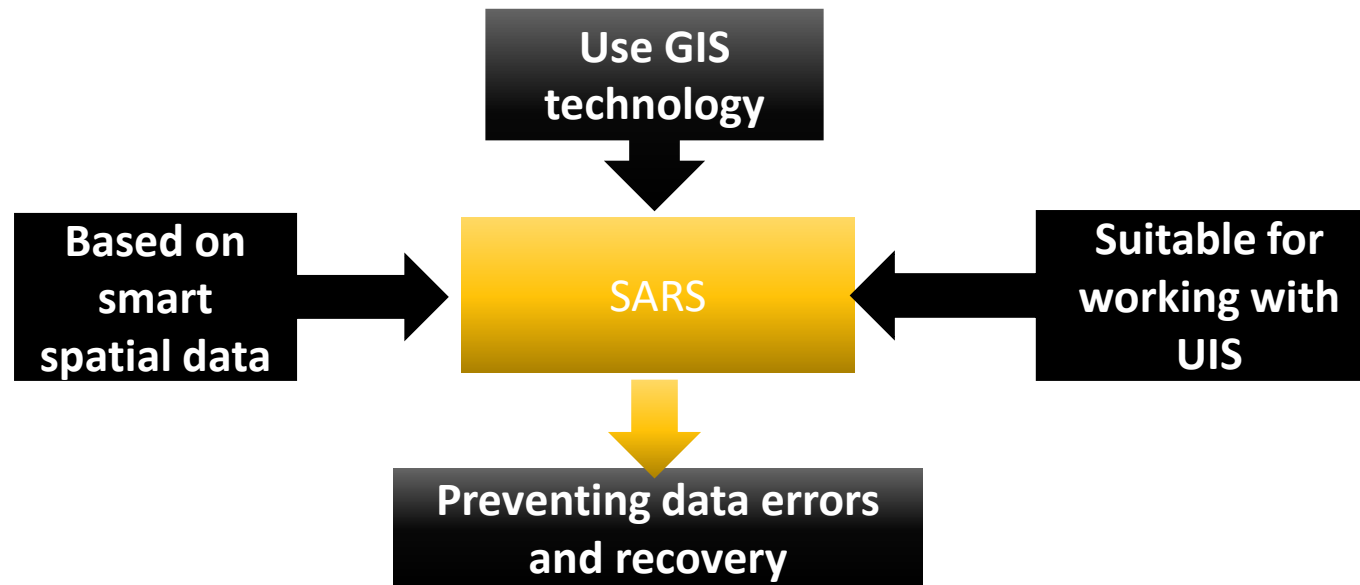 Use GIS
technology
Based on
smart
spatial data
SARS
Suitable for
working with
UIS
Preventing data errors
and recovery